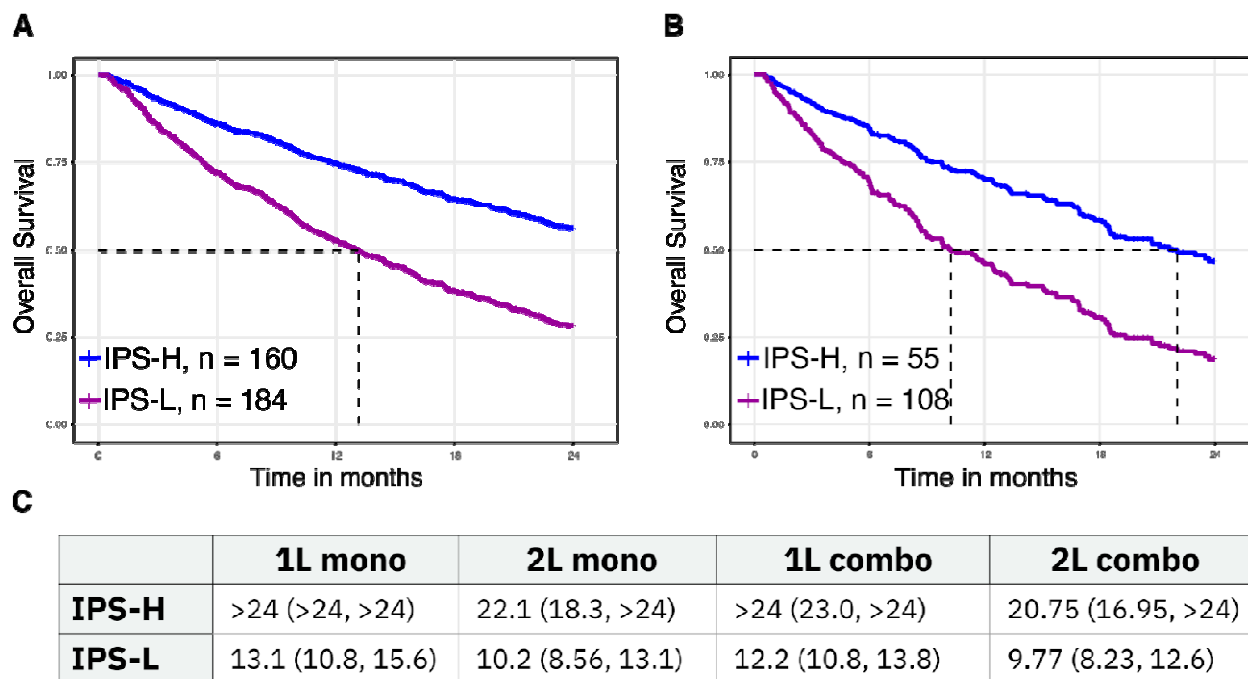 A
1.00
0.75
0.50
0.25
0.00
Overall Survival
IPS-H, n = 160
IPS-L, n = 184
0 6 12 18 24
Time in months
B
1.00
0.75
0.50
0.25
0.00
Overall Survival
IPS-H, n = 55
IPS-L, n = 108
0 6 12 18 24
Time in months
C
1L mono 2L mono 1L combo 2L combo
IPS-H >24 (>24, >24) 22.1 (18.3, >24) >24 (23.0, >24) 20.75 (16.95, >24)
IPS-L 13.1 (10.8, 15.6) 10.2 (8.56, 13.1) 12.2 (10.8, 13.8) 9.77 (8.23, 12.6)